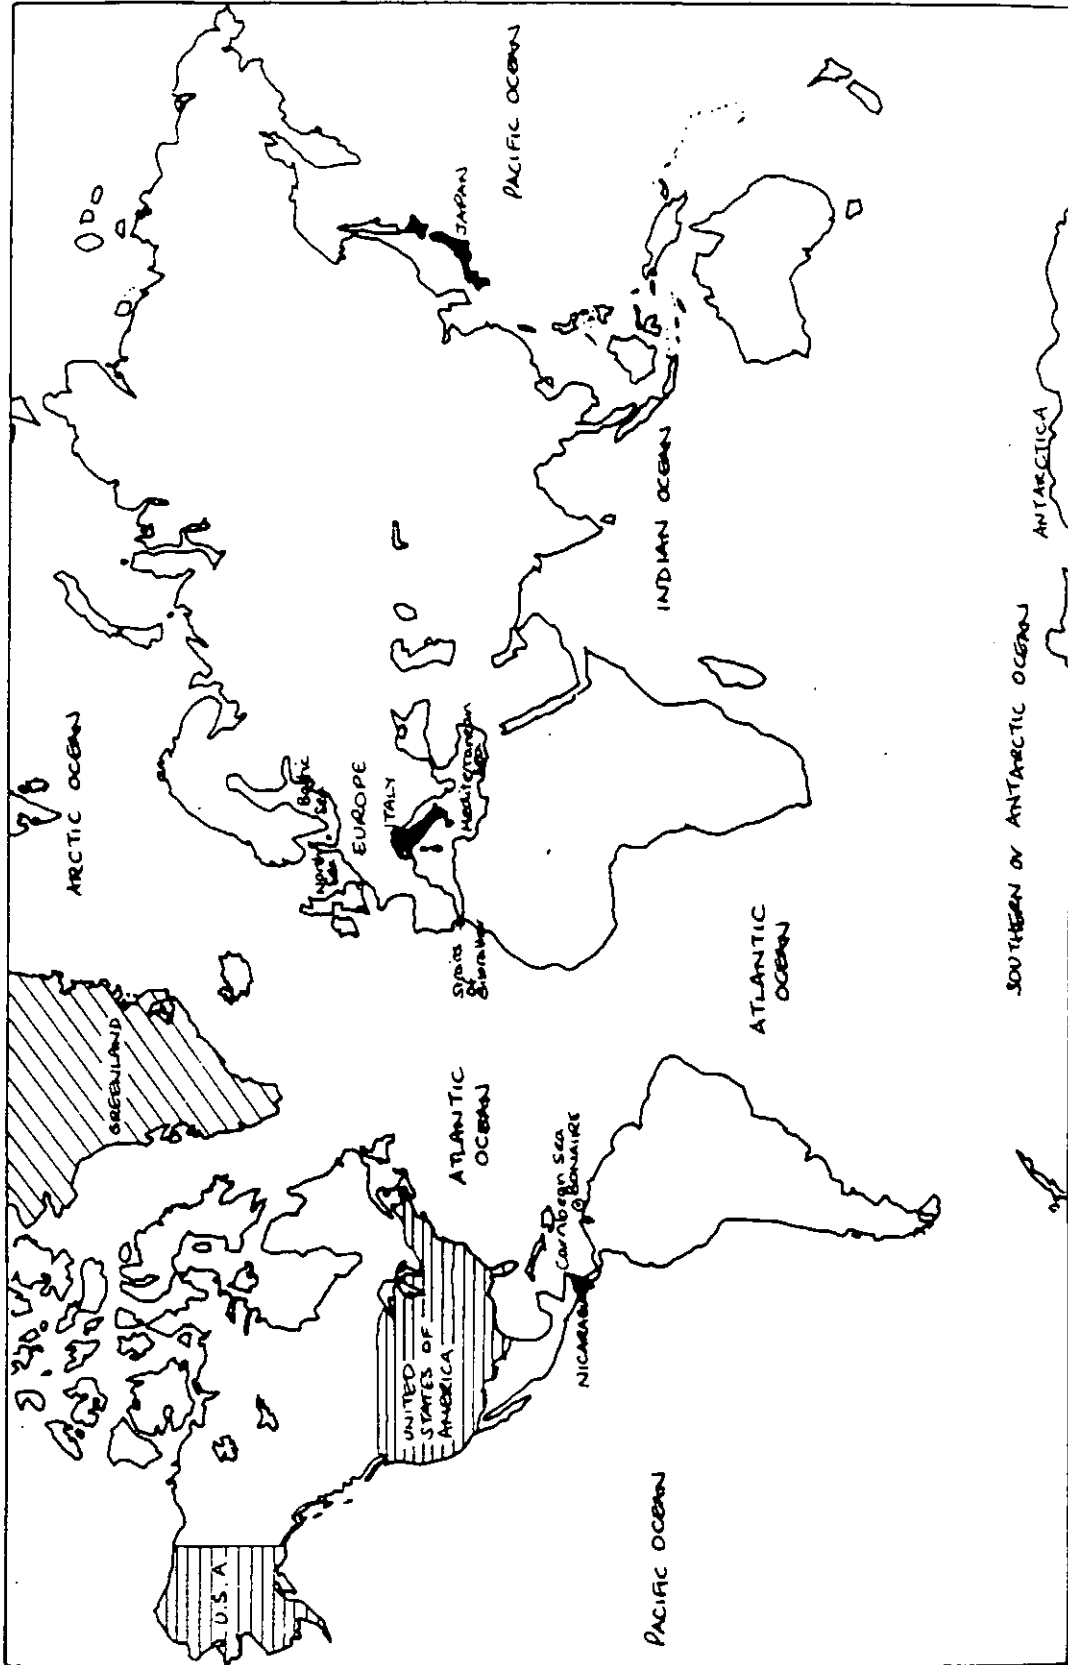 ARCTIC OCEAN
GREENLAND
U.S.A
Baltic
Sea
North
Sea
EUROPE
ITALY
Mediterranean
Sea
Straits
of
Gibraltar
UNITED
STATES OF
AMERICA
ATLANTIC
OCEAN
JAPAN
PACIFIC OCEAN
Caribbean Sea
BONAIRE
NICARAGUA
PACIFIC OCEAN
INDIAN OCEAN
ATLANTIC
OCEAN
SOUTHERN OR ANTARCTIC OCEAN
ANTARCTICA